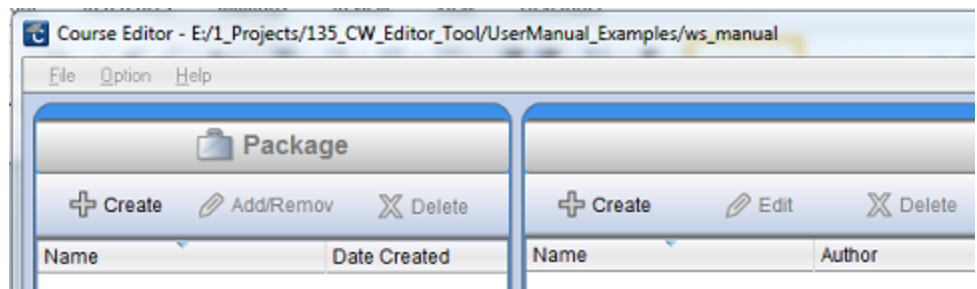 Course Editor - E:/1_Projects/135_CW_Editor_Tool/UserManual_Examples/ws_manual
File Option Help
Package
Create Add/Remov Delete Create Edit Delete
Name Date Created Name Author